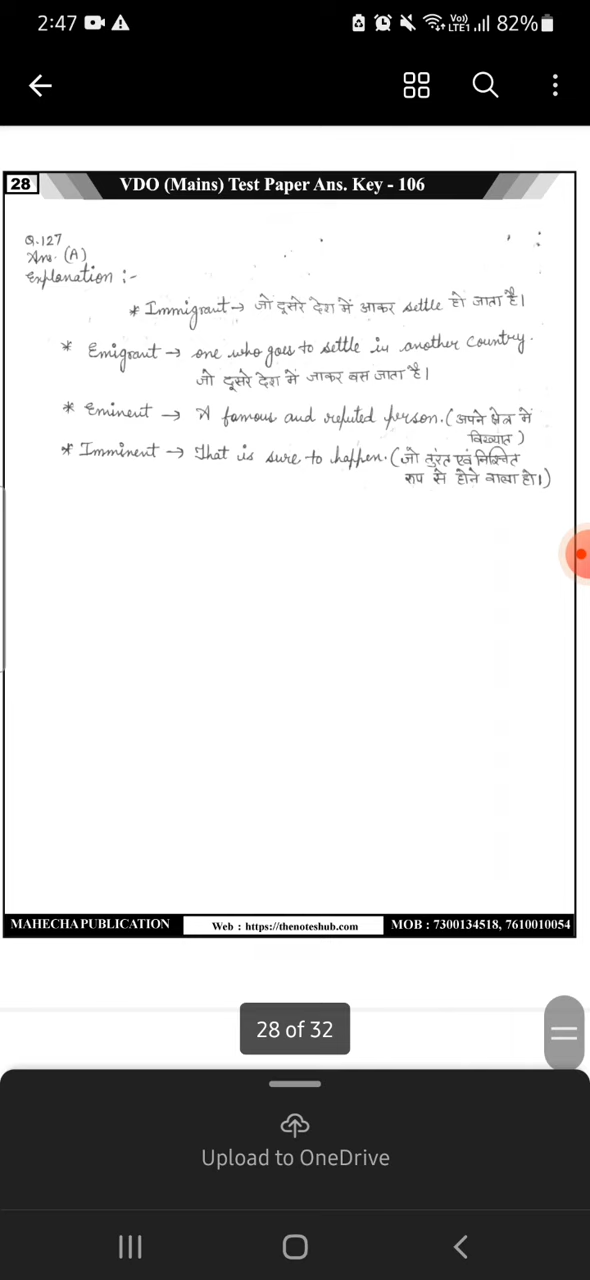 2:47
Vo)) LTE1 82%
28 VDO (Mains) Test Paper Ans. Key - 106
Q.127
Ans. (A)
Explanation :-
* Immigrant → जो दूसरे देश में आकर settle हो जाता है।
* Emigrant → one who goes to settle in another country.
जो दूसरे देश में जाकर बस जाता है।
* Eminent → A famous and reputed person. (अपने क्षेत्र में
विख्यात)
* Imminent → That is sure to happen. (जो तुरंत एवं निश्चित
रूप से होने वाला हो।)
MAHECHA PUBLICATION Web : https://thenoteshub.com MOB : 7300134518, 7610010054
28 of 32
Upload to OneDrive